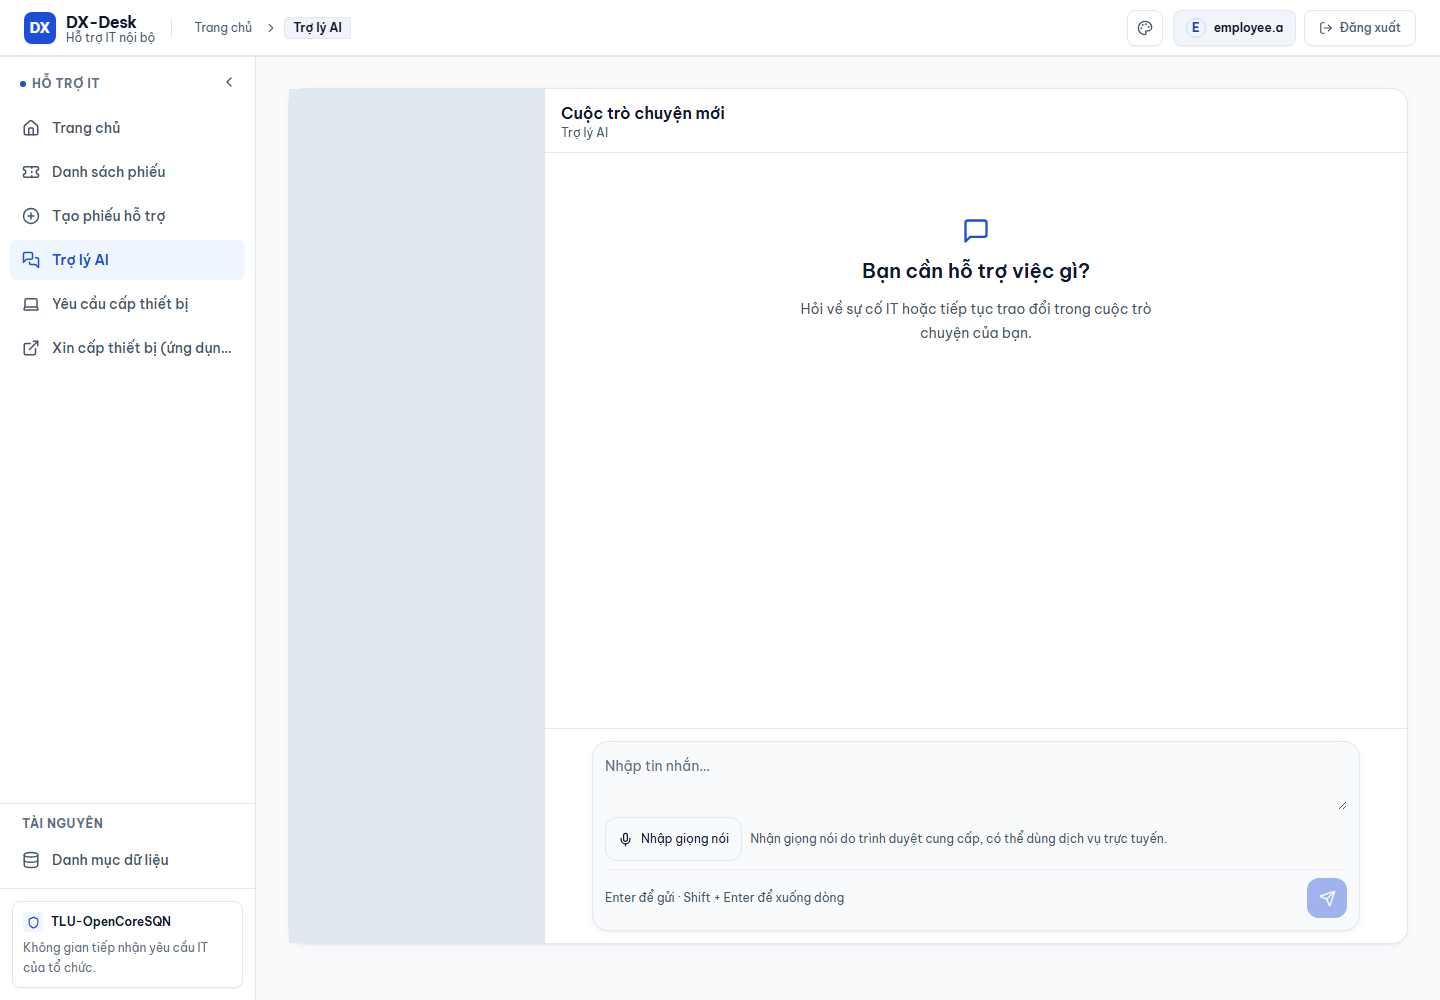 DX
DX-Desk
Hỗ trợ IT nội bộ
Trang chủ
Trợ lý AI
E
employee.a
Đăng xuất
HỖ TRỢ IT
Trang chủ
Danh sách phiếu
Tạo phiếu hỗ trợ
Trợ lý AI
Yêu cầu cấp thiết bị
Xin cấp thiết bị (ứng dụn...
TÀI NGUYÊN
Danh mục dữ liệu
TLU-OpenCoreSQN
Không gian tiếp nhận yêu cầu IT
của tổ chức.
Cuộc trò chuyện mới
Trợ lý AI
Bạn cần hỗ trợ việc gì?
Hỏi về sự cố IT hoặc tiếp tục trao đổi trong cuộc trò
chuyện của bạn.
Nhập tin nhắn...
Nhập giọng nói
Nhận giọng nói do trình duyệt cung cấp, có thể dùng dịch vụ trực tuyến.
Enter để gửi · Shift + Enter để xuống dòng